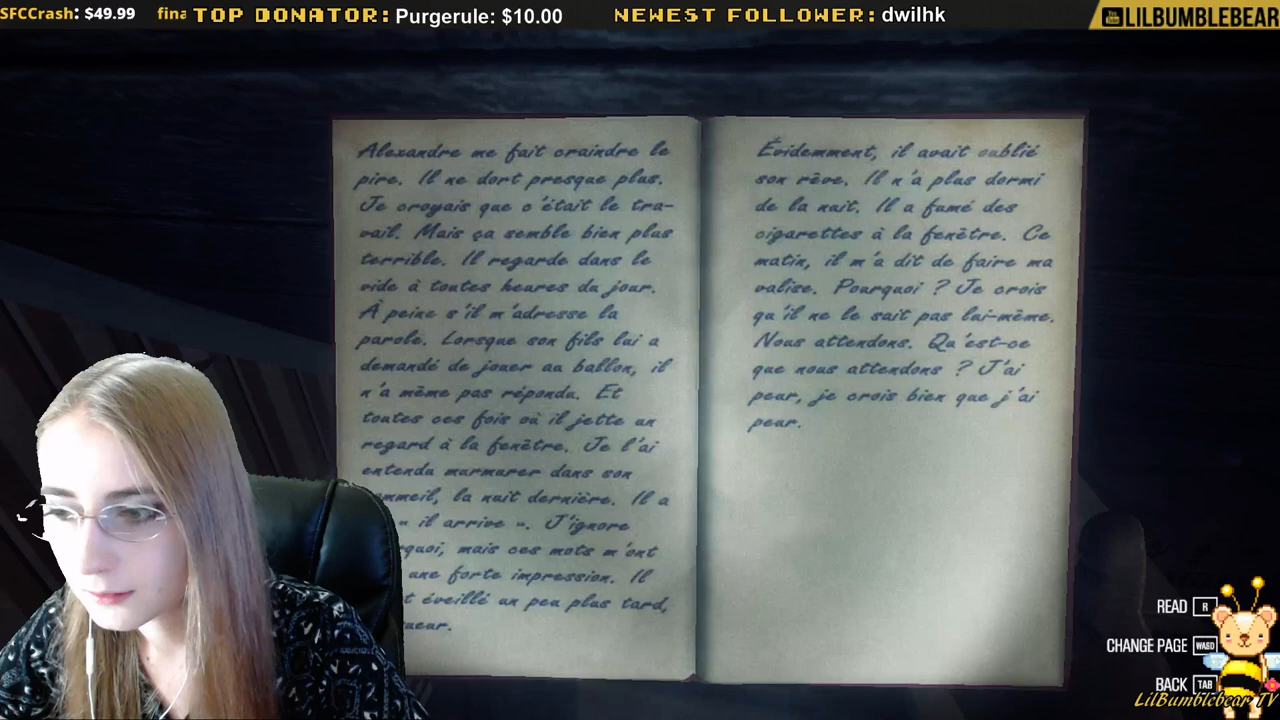 SFCCrash: $49.99 fina TOP DONATOR: Purgerule: $10.00 NEWEST FOLLOWER: dwilhk LILBUMBLEBEAR
Alexandre me fait craindre le
pire. Il ne dort presque plus.
Je croyais que c'était le tra-
vail. Mais ça semble bien plus
terrible. Il regarde dans le
vide à toutes heures du jour.
À peine s'il m'adresse la
parole. Lorsque son fils lui a
demandé de jouer au ballon, il
n'a même pas répondu. Et
toutes ces fois où il jette un
regard à la fenêtre. Je l'ai
entendu murmurer dans son
mmeil, la nuit dernière. Il a
« il arrive ». J'ignore
rquoi, mais ces mots m'ont
une forte impression. Il
t éveillé un peu plus tard,
ueur.
Évidemment, il avait oublié
son rêve. Il n'a plus dormi
de la nuit. Il a fumé des
cigarettes à la fenêtre. Ce
matin, il m'a dit de faire ma
valise. Pourquoi ? Je crois
qu'il ne le sait pas lui-même.
Nous attendons. Qu'est-ce
que nous attendons ? J'ai
peur, je crois bien que j'ai
peur.
READ R
CHANGE PAGE WASD
BACK TAB
LilBumblebear TV